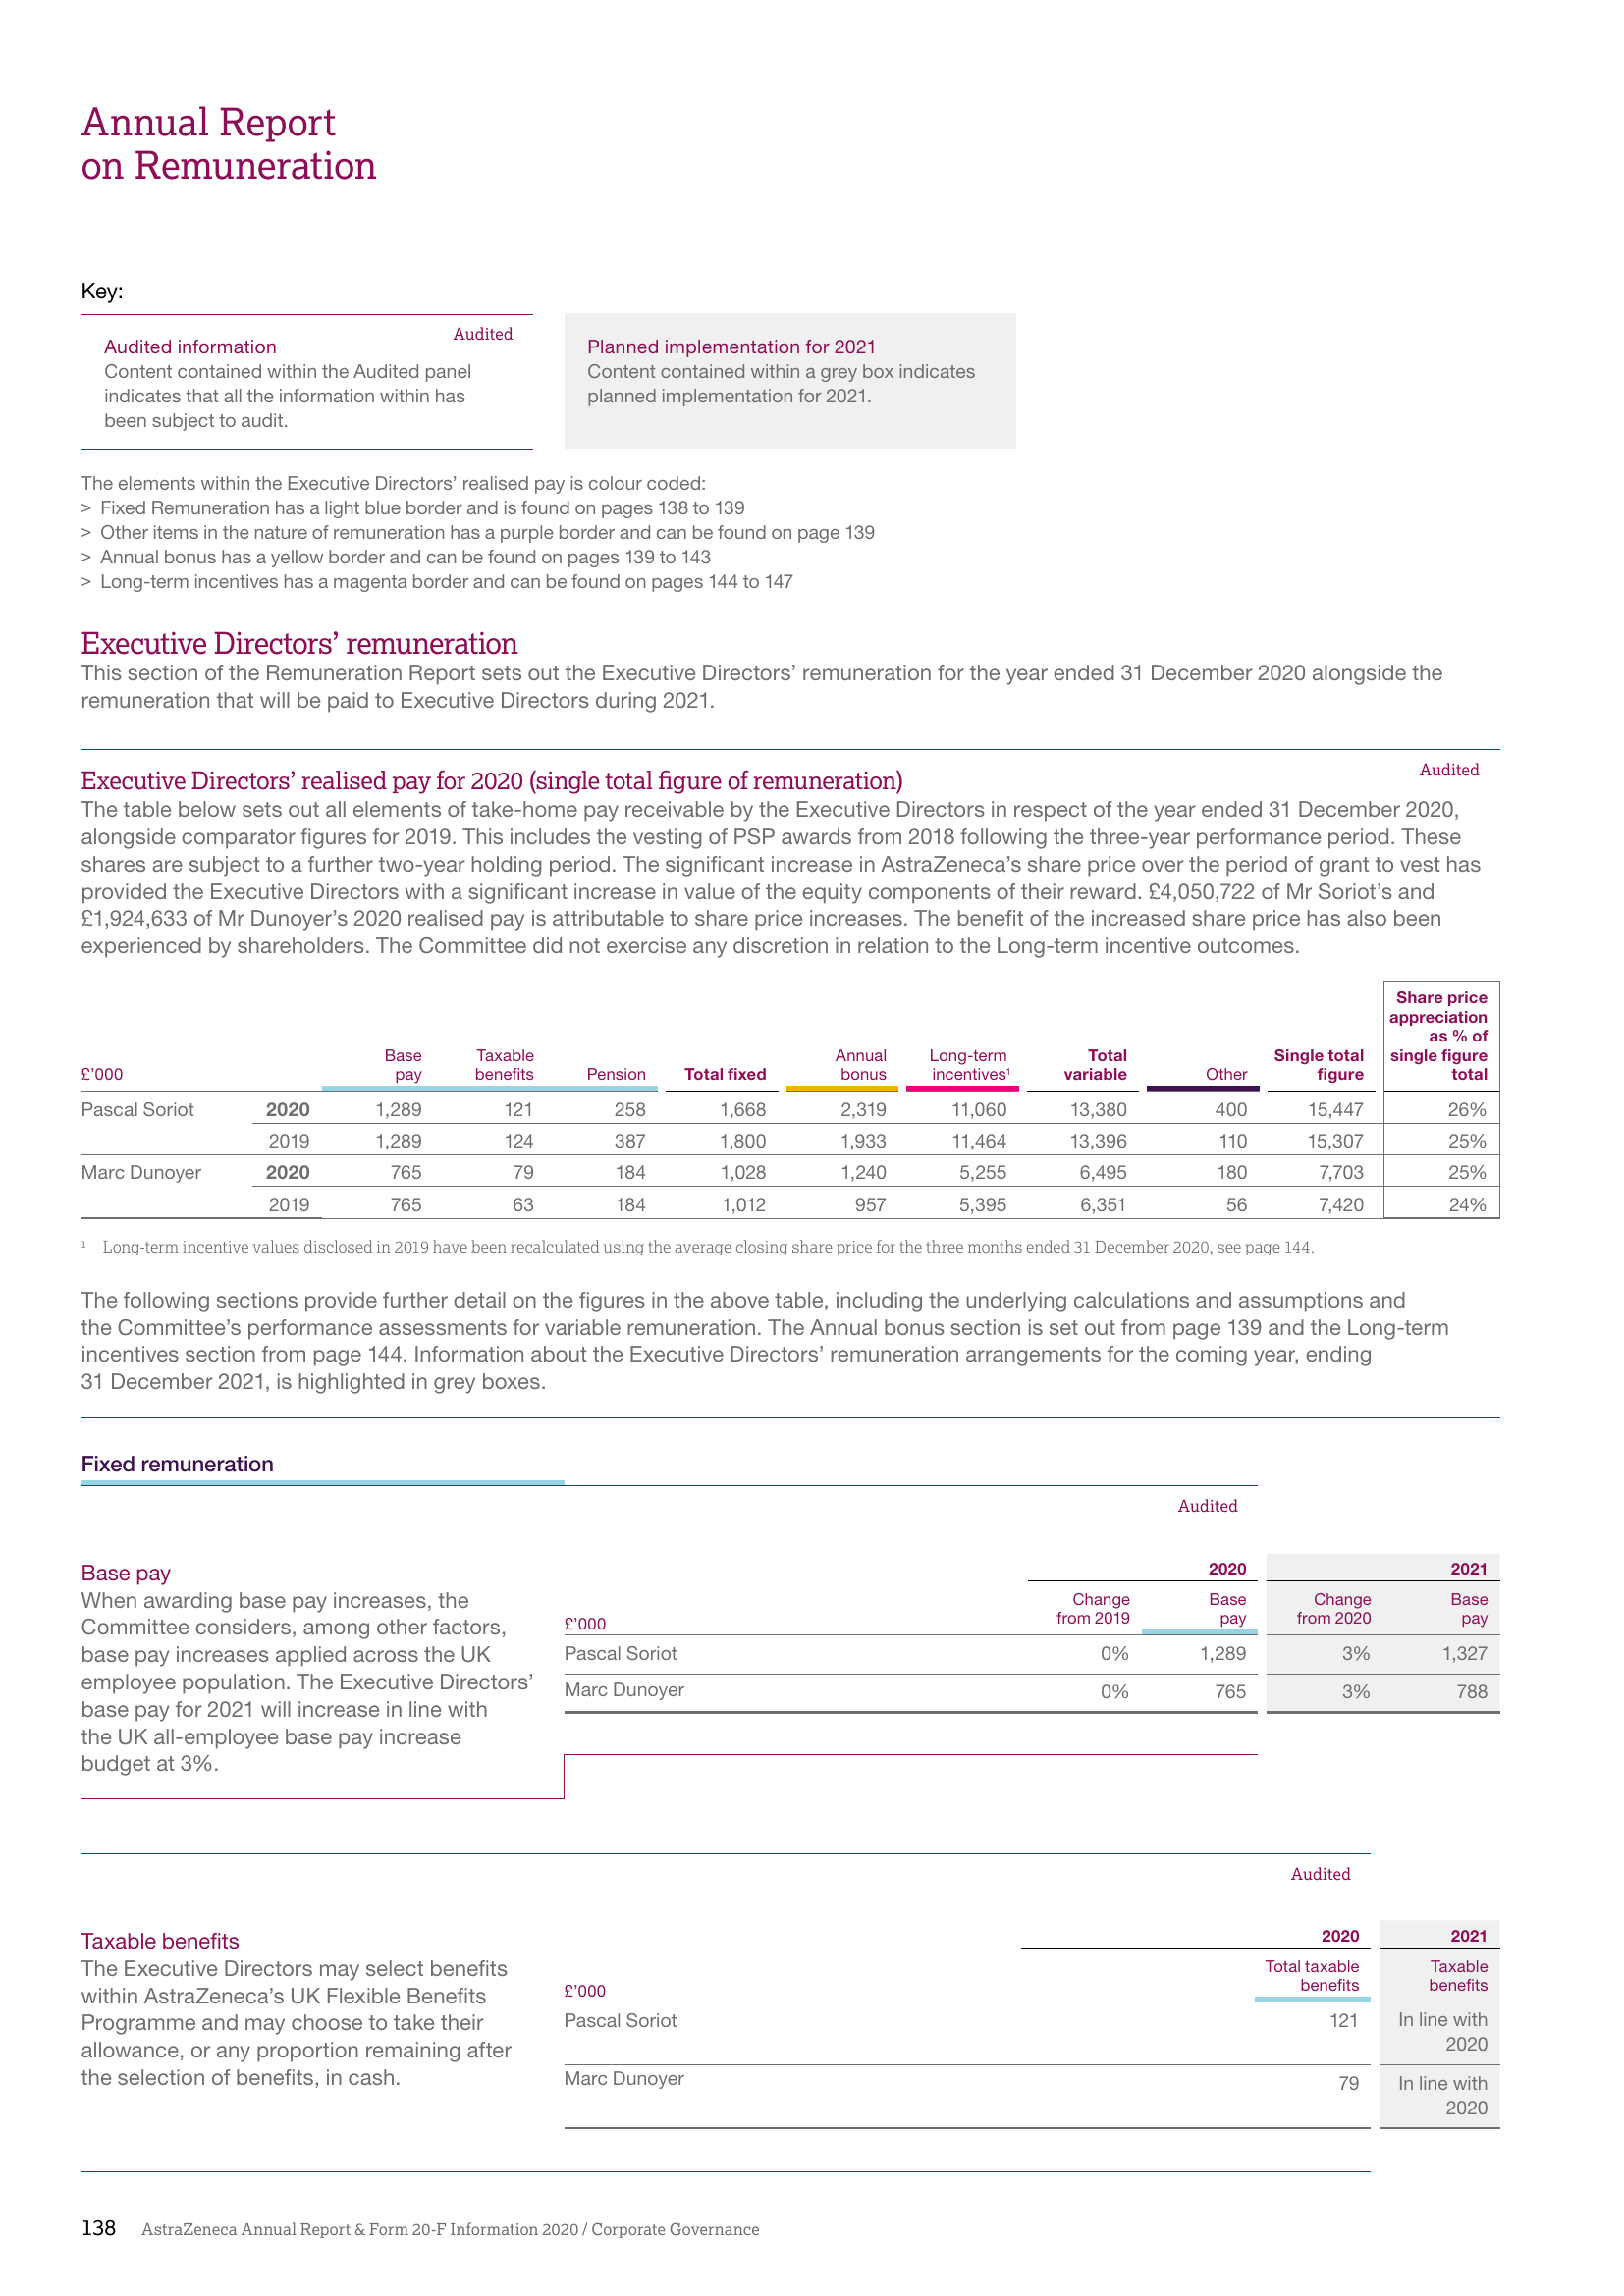 Annual Report
on Remuneration
Key:
Audited
Audited information
Content contained within the Audited panel
indicates that all the information within has
been subject to audit.
Planned implementation for 2021
Content contained within a grey box indicates
planned implementation for 2021.
The elements within the Executive Directors’ realised pay is colour coded:
> Fixed Remuneration has a light blue border and is found on pages 138 to 139
> Other items in the nature of remuneration has a purple border and can be found on page 139
> Annual bonus has a yellow border and can be found on pages 139 to 143
> Long-term incentives has a magenta border and can be found on pages 144 to 147
Executive Directors’ remuneration
This section of the Remuneration Report sets out the Executive Directors’ remuneration for the year ended 31 December 2020 alongside the
remuneration that will be paid to Executive Directors during 2021.
Audited
Executive Directors’ realised pay for 2020 (single total figure of remuneration)
The table below sets out all elements of take-home pay receivable by the Executive Directors in respect of the year ended 31 December 2020,
alongside comparator figures for 2019. This includes the vesting of PSP awards from 2018 following the three-year performance period. These
shares are subject to a further two-year holding period. The significant increase in AstraZeneca’s share price over the period of grant to vest has
provided the Executive Directors with a significant increase in value of the equity components of their reward. £4,050,722 of Mr Soriot’s and
£1,924,633 of Mr Dunoyer’s 2020 realised pay is attributable to share price increases. The benefit of the increased share price has also been
experienced by shareholders. The Committee did not exercise any discretion in relation to the Long-term incentive outcomes.
Share price
appreciation
as % of
Base Taxable Annual Long-term Total Single total single figure
£’000 pay benefits Pension Total fixed bonus incentives¹ variable Other figure total
Pascal Soriot 2020 1,289 121 258 1,668 2,319 11,060 13,380 400 15,447 26%
2019 1,289 124 387 1,800 1,933 11,464 13,396 110 15,307 25%
Marc Dunoyer 2020 765 79 184 1,028 1,240 5,255 6,495 180 7,703 25%
2019 765 63 184 1,012 957 5,395 6,351 56 7,420 24%
¹ Long-term incentive values disclosed in 2019 have been recalculated using the average closing share price for the three months ended 31 December 2020, see page 144.
The following sections provide further detail on the figures in the above table, including the underlying calculations and assumptions and
the Committee’s performance assessments for variable remuneration. The Annual bonus section is set out from page 139 and the Long-term
incentives section from page 144. Information about the Executive Directors’ remuneration arrangements for the coming year, ending
31 December 2021, is highlighted in grey boxes.
Fixed remuneration
Audited
Base pay
When awarding base pay increases, the
Committee considers, among other factors,
base pay increases applied across the UK
employee population. The Executive Directors’
base pay for 2021 will increase in line with
the UK all-employee base pay increase
budget at 3%.
2020 2021
Change Base Change Base
£’000 from 2019 pay from 2020 pay
Pascal Soriot 0% 1,289 3% 1,327
Marc Dunoyer 0% 765 3% 788
Audited
Taxable benefits
The Executive Directors may select benefits
within AstraZeneca’s UK Flexible Benefits
Programme and may choose to take their
allowance, or any proportion remaining after
the selection of benefits, in cash.
2020 2021
Total taxable Taxable
£’000 benefits benefits
Pascal Soriot 121 In line with
2020
Marc Dunoyer 79 In line with
2020
138 AstraZeneca Annual Report & Form 20-F Information 2020 / Corporate Governance